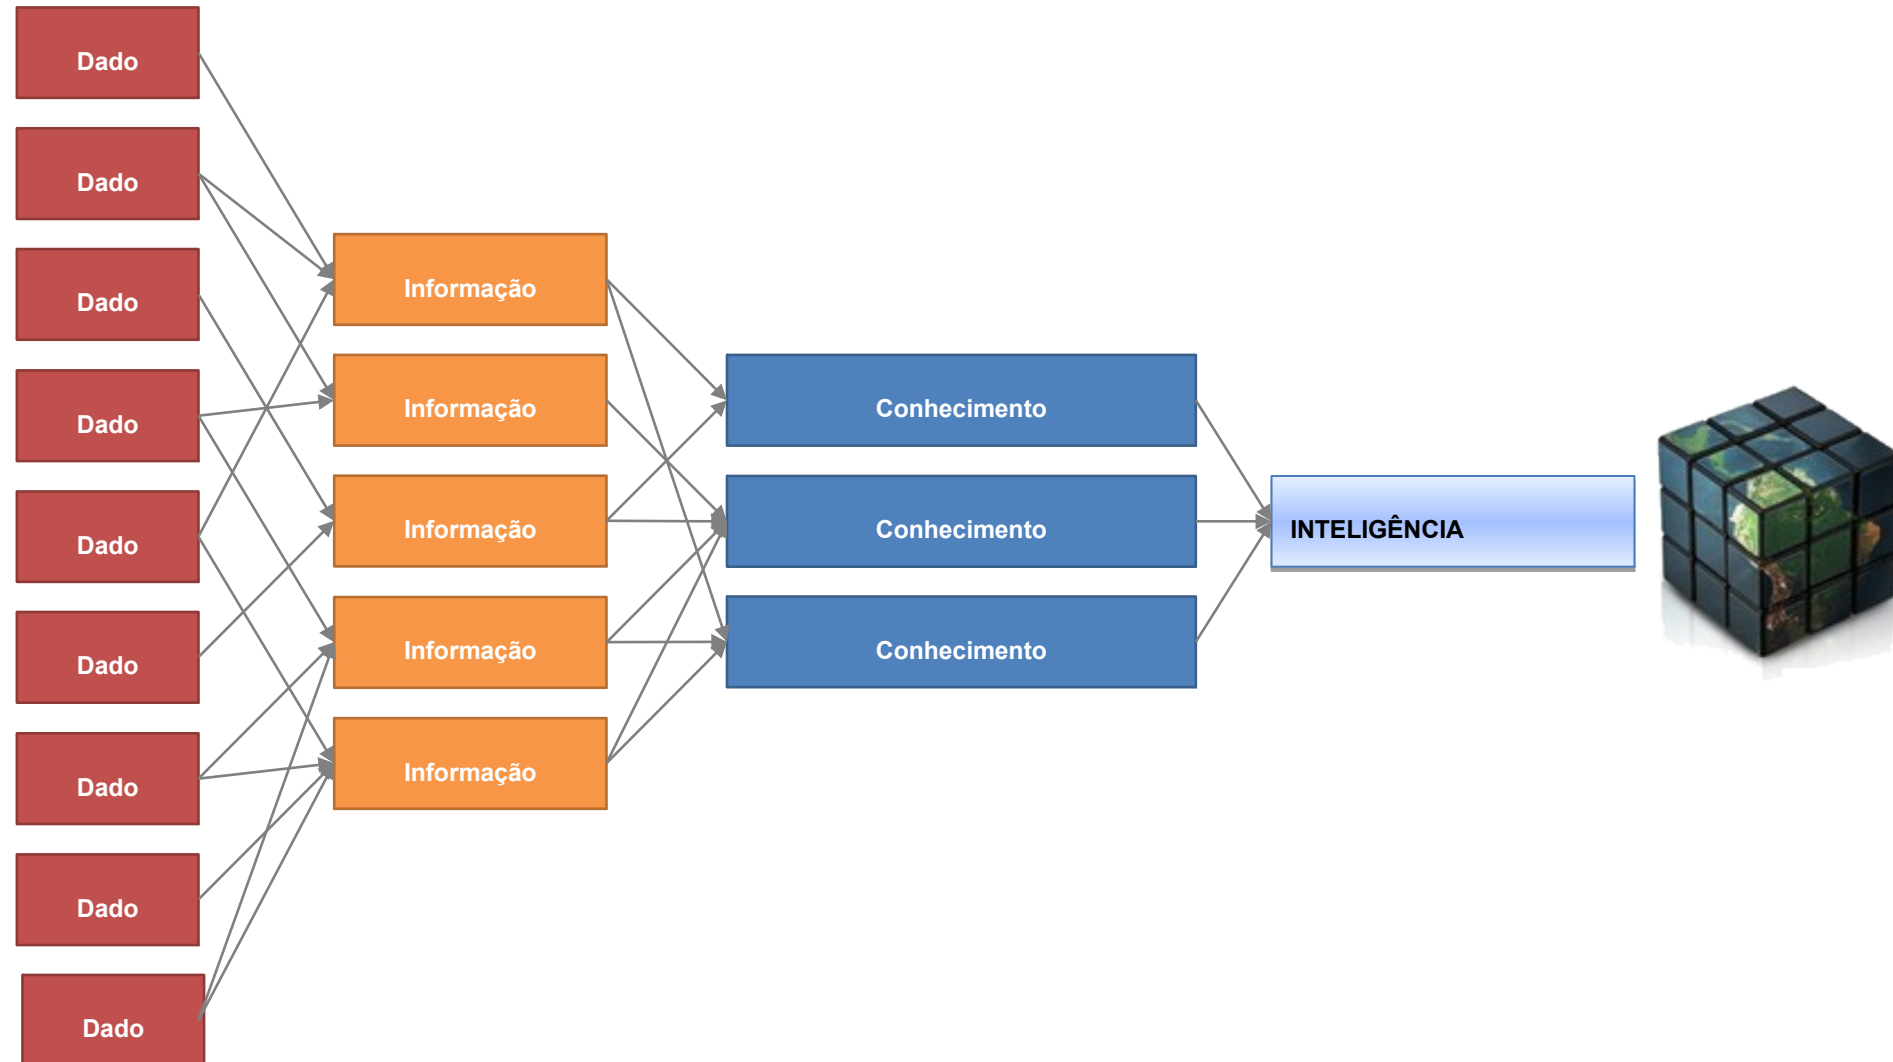 Dado
Dado
Dado
Dado
Dado
Dado
Dado
Dado
Dado
Informação
Informação
Informação
Informação
Informação
Conhecimento
Conhecimento
Conhecimento
INTELIGÊNCIA